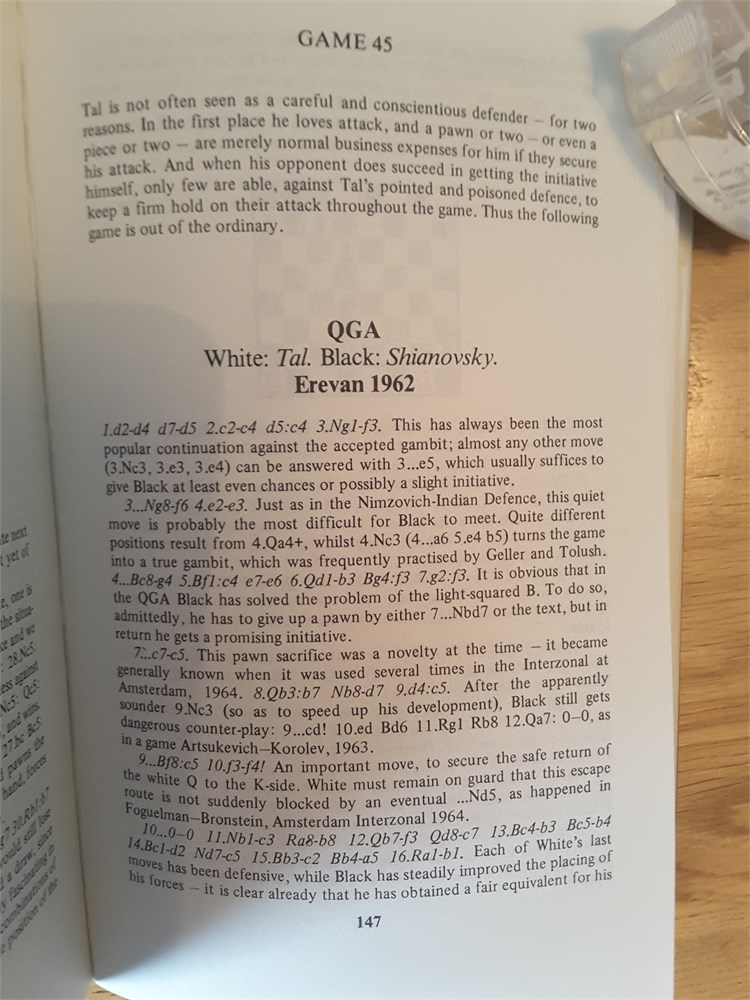 GAME 45
Tal is not often seen as a careful and conscientious defender – for two
reasons. In the first place he loves attack, and a pawn or two – or even a
piece or two – are merely normal business expenses for him if they secure
his attack. And when his opponent does succeed in getting the initiative
himself, only few are able, against Tal's pointed and poisoned defence, to
keep a firm hold on their attack throughout the game. Thus the following
game is out of the ordinary.
QGA
White: Tal. Black: Shianovsky.
Erevan 1962
1.d2-d4 d7-d5 2.c2-c4 d5:c4 3.Ng1-f3. This has always been the most
popular continuation against the accepted gambit; almost any other move
(3.Nc3, 3.e3, 3.e4) can be answered with 3...e5, which usually suffices to
give Black at least even chances or possibly a slight initiative.
3...Ng8-f6 4.e2-e3. Just as in the Nimzovich-Indian Defence, this quiet
move is probably the most difficult for Black to meet. Quite different
positions result from 4.Qa4+, whilst 4.Nc3 (4...a6 5.e4 b5) turns the game
into a true gambit, which was frequently practised by Geller and Tolush.
4...Bc8-g4 5.Bf1:c4 e7-e6 6.Qd1-b3 Bg4:f3 7.g2:f3. It is obvious that in
the QGA Black has solved the problem of the light-squared B. To do so,
admittedly, he has to give up a pawn by either 7...Nbd7 or the text, but in
return he gets a promising initiative.
7...c7-c5. This pawn sacrifice was a novelty at the time – it became
generally known when it was used several times in the Interzonal at
Amsterdam, 1964. 8.Qb3:b7 Nb8-d7 9.d4:c5. After the apparently
sounder 9.Nc3 (so as to speed up his development), Black still gets
dangerous counter-play: 9...cd! 10.ed Bd6 11.Rg1 Rb8 12.Qa7: 0–0, as
in a game Artsukevich–Korolev, 1963.
9...Bf8:c5 10.f3-f4! An important move, to secure the safe return of
the white Q to the K-side. White must remain on guard that this escape
route is not suddenly blocked by an eventual ...Nd5, as happened in
Foguelman–Bronstein, Amsterdam Interzonal 1964.
10...0–0 11.Nb1-c3 Ra8-b8 12.Qb7-f3 Qd8-c7 13.Bc4-b3 Bc5-b4
14.Bc1-d2 Nd7-c5 15.Bb3-c2 Bb4-a5 16.Ra1-b1. Each of White's last
moves has been defensive, while Black has steadily improved the placing of
his forces – it is clear already that he has obtained a fair equivalent for his
147